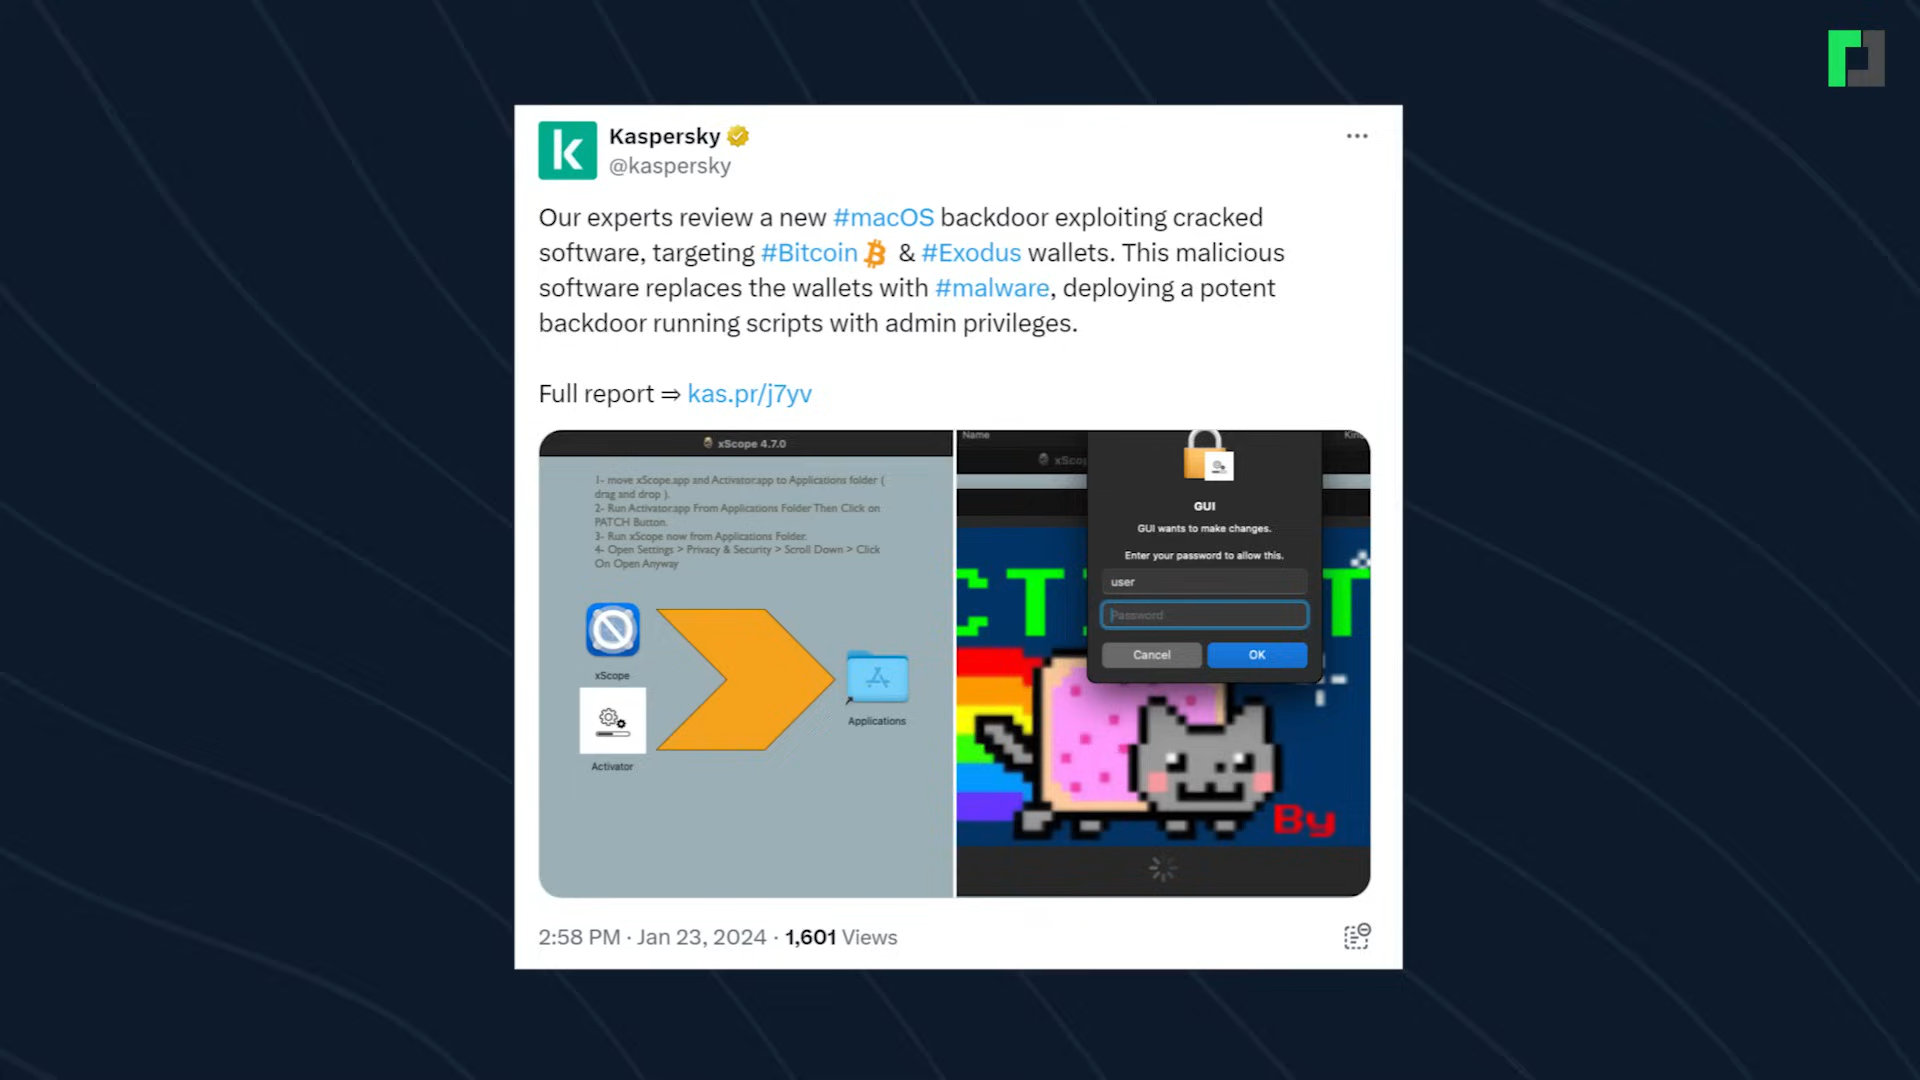 Kaspersky
@kaspersky
Our experts review a new #macOS backdoor exploiting cracked
software, targeting #Bitcoin & #Exodus wallets. This malicious
software replaces the wallets with #malware, deploying a potent
backdoor running scripts with admin privileges.
Full report ⇒ kas.pr/j7yv
xScope 4.7.0
1- move xScope.app and Activator.app to Applications folder (
drag and drop ).
2- Run Activator.app From Applications Folder Then Click on
PATCH Button.
3- Run xScope now from Applications Folder.
4- Open Settings > Privacy & Security > Scroll Down > Click
On Open Anyway
xScope
Applications
Activator
Name
GUI
GUI wants to make changes.
Enter your password to allow this.
user
Password
Cancel OK
By
2:58 PM · Jan 23, 2024 · 1,601 Views